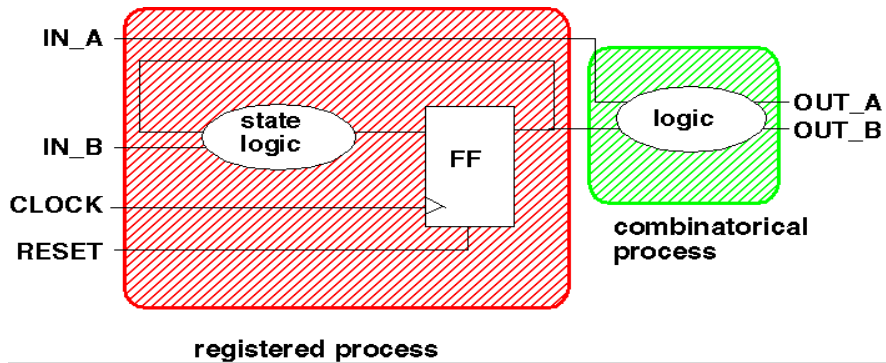 IN_A
IN_B
CLOCK
RESET
state
logic
FF
logic
OUT_A
OUT_B
combinatorical
process
registered process